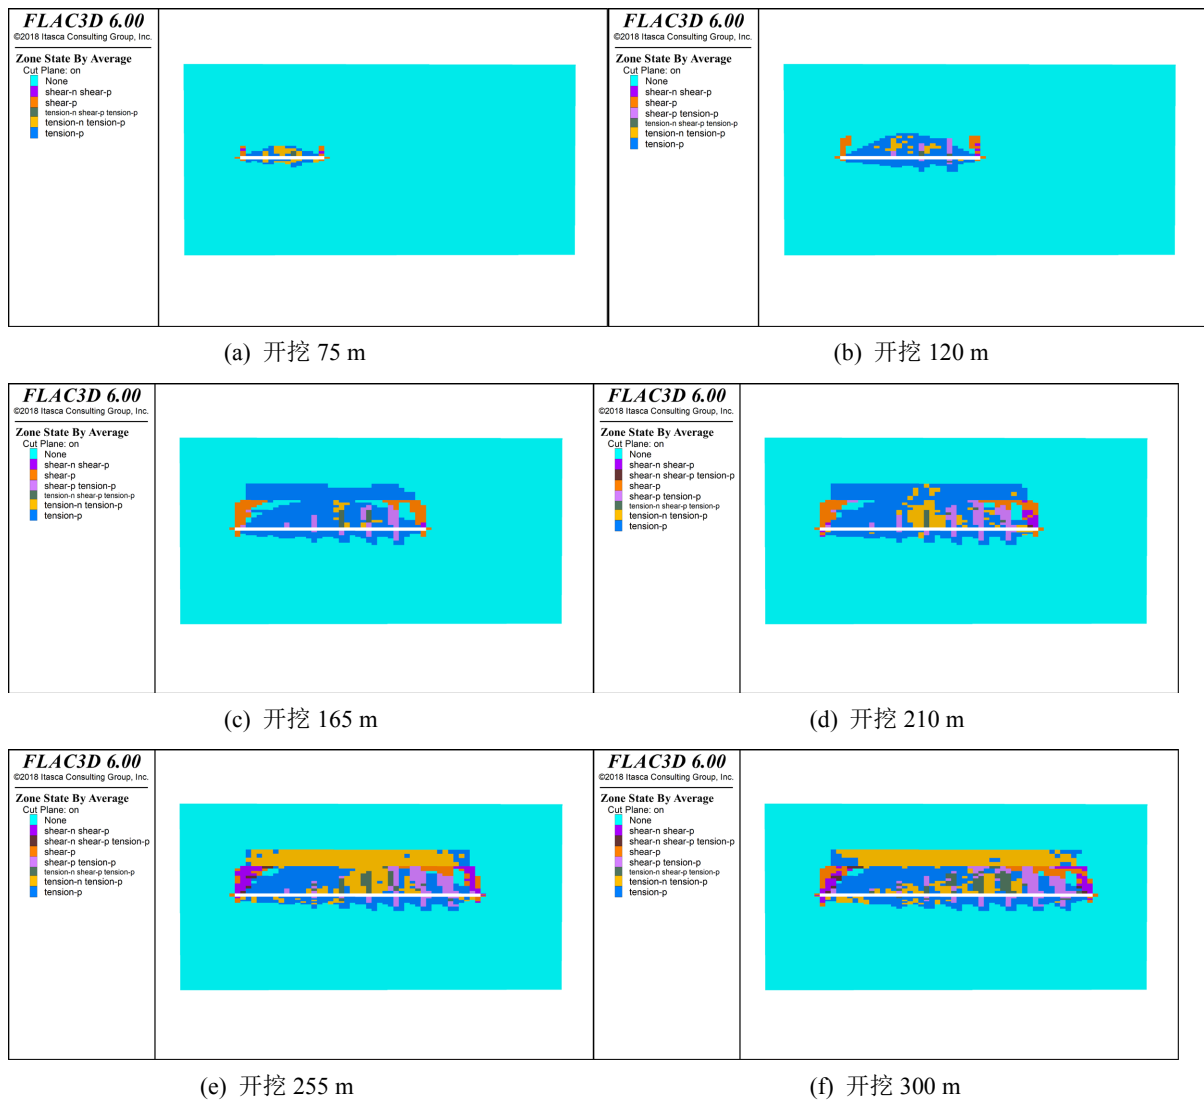 FLAC3D 6.00
©2018 Itasca Consulting Group, Inc.
Zone State By Average
Cut Plane: on
None
shear-n shear-p
shear-p
tension-n shear-p tension-p
tension-n tension-p
tension-p
(a) 开挖 75 m
FLAC3D 6.00
©2018 Itasca Consulting Group, Inc.
Zone State By Average
Cut Plane: on
None
shear-n shear-p
shear-p
shear-p tension-p
tension-n shear-p tension-p
tension-n tension-p
tension-p
(b) 开挖 120 m
FLAC3D 6.00
©2018 Itasca Consulting Group, Inc.
Zone State By Average
Cut Plane: on
None
shear-n shear-p
shear-p
shear-p tension-p
tension-n shear-p tension-p
tension-n tension-p
tension-p
(c) 开挖 165 m
FLAC3D 6.00
©2018 Itasca Consulting Group, Inc.
Zone State By Average
Cut Plane: on
None
shear-n shear-p
shear-n shear-p tension-p
shear-p
shear-p tension-p
tension-n shear-p tension-p
tension-n tension-p
tension-p
(d) 开挖 210 m
FLAC3D 6.00
©2018 Itasca Consulting Group, Inc.
Zone State By Average
Cut Plane: on
None
shear-n shear-p
shear-n shear-p tension-p
shear-p
shear-p tension-p
tension-n shear-p tension-p
tension-n tension-p
tension-p
(e) 开挖 255 m
FLAC3D 6.00
©2018 Itasca Consulting Group, Inc.
Zone State By Average
Cut Plane: on
None
shear-n shear-p
shear-n shear-p tension-p
shear-p
shear-p tension-p
tension-n shear-p tension-p
tension-n tension-p
tension-p
(f) 开挖 300 m